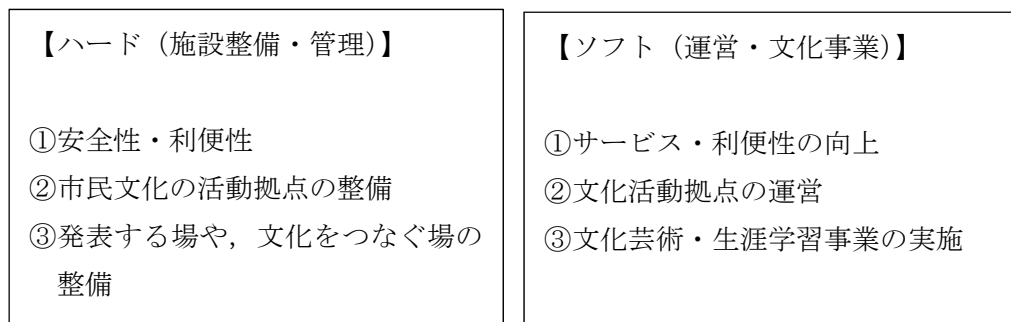 【ハード（施設整備・管理）】
①安全性・利便性
②市民文化の活動拠点の整備
③発表する場や，文化をつなぐ場の
整備
【ソフト（運営・文化事業）】
①サービス・利便性の向上
②文化活動拠点の運営
③文化芸術・生涯学習事業の実施